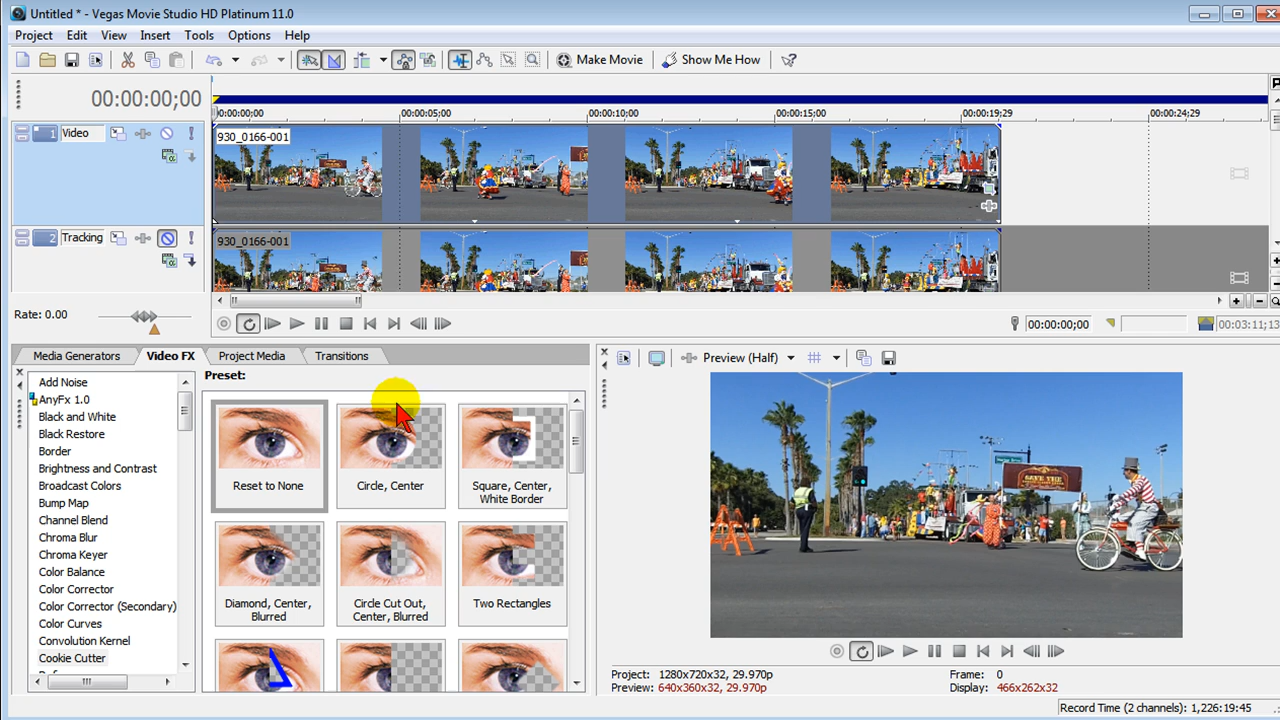 Untitled * - Vegas Movie Studio HD Platinum 11.0
Project Edit View Insert Tools Options Help
Make Movie Show Me How
00:00:00;00
00:00:00;00 00:00:05;00 00:00:10;00 00:00:15;00 00:00:19;29 00:00:24;29
1 Video
930_0166-001
2 Tracking
930_0166-001
Rate: 0.00
00:00:00;00
00:03:11;13
Media Generators Video FX Project Media Transitions
Preview (Half)
Preset:
Add Noise
AnyFx 1.0
Black and White
Black Restore
Border
Brightness and Contrast
Broadcast Colors
Bump Map
Channel Blend
Chroma Blur
Chroma Keyer
Color Balance
Color Corrector
Color Corrector (Secondary)
Color Curves
Convolution Kernel
Cookie Cutter
Reset to None
Circle, Center
Square, Center,
White Border
Diamond, Center,
Blurred
Circle Cut Out,
Center, Blurred
Two Rectangles
SAVE THE
Project: 1280x720x32, 29.970p
Preview: 640x360x32, 29.970p
Frame: 0
Display: 466x262x32
Record Time (2 channels): 1,226:19:45